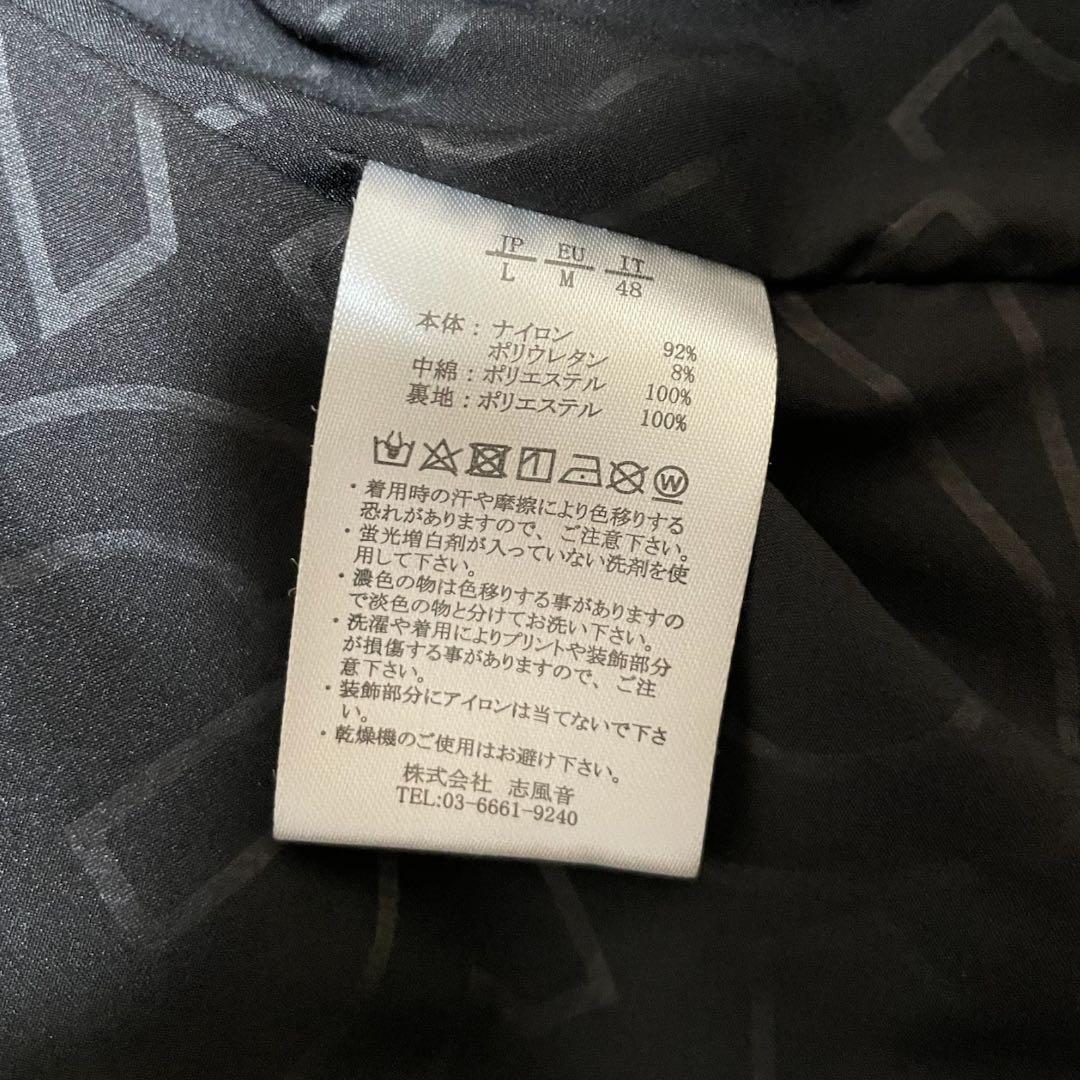 JP EU IT
L M 48
本体：ナイロン 92%
ポリウレタン 8%
中綿：ポリエステル 100%
裏地：ポリエステル 100%
W
・着用時の汗や摩擦により色移りする
恐れがありますので、ご注意下さい。
・蛍光増白剤が入っていない洗剤を使
用して下さい。
・濃色の物は色移りする事がありますの
で淡色の物と分けてお洗い下さい。
・洗濯や着用によりプリントや装飾部分
が損傷する事がありますので、ご注
意下さい。
・装飾部分にアイロンは当てないで下さ
い。
・乾燥機のご使用はお避け下さい。
株式会社 志風音
TEL:03-6661-9240